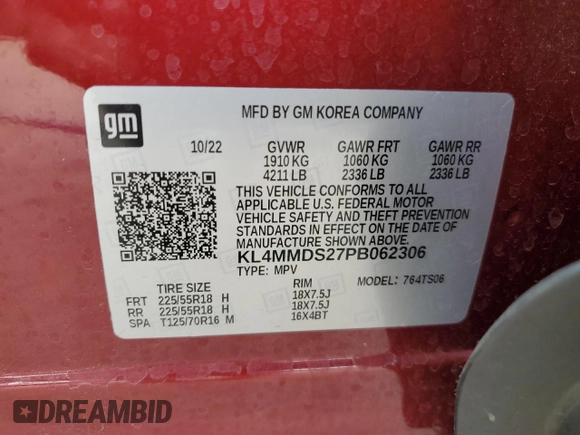 gm
MFD BY GM KOREA COMPANY
10/22 GVWR GAWR FRT GAWR RR
1910 KG 1060 KG 1060 KG
4211 LB 2336 LB 2336 LB
THIS VEHICLE CONFORMS TO ALL
APPLICABLE U.S. FEDERAL MOTOR
VEHICLE SAFETY AND THEFT PREVENTION
STANDARDS IN EFFECT ON THE DATE OF
MANUFACTURE SHOWN ABOVE.
KL4MMDS27PB062306
TYPE: MPV MODEL: 764TS06
TIRE SIZE RIM
FRT 225/55R18 H 18X7.5J
RR 225/55R18 H 18X7.5J
SPA T125/70R16 M 16X4BT
DREAMBID